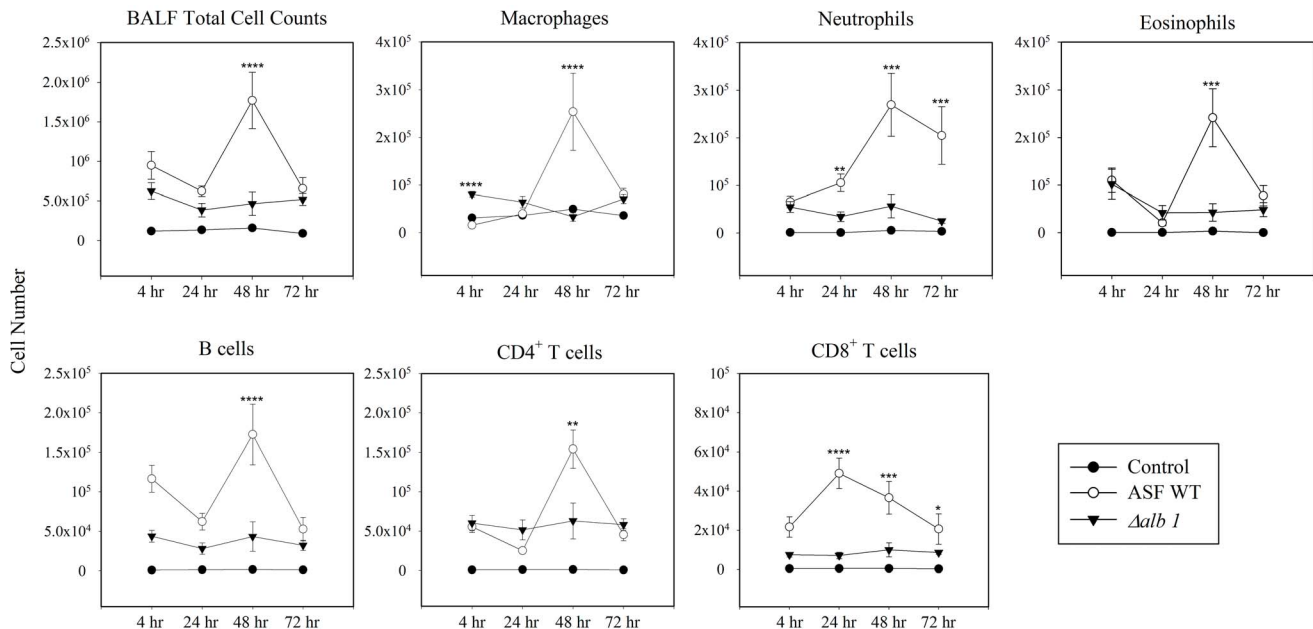 BALF Total Cell Counts
2.5x10⁶
2.0x10⁶
1.5x10⁶
10⁶
5.0x10⁵
0
****
4 hr 24 hr 48 hr 72 hr
Macrophages
4x10⁵
3x10⁵
2x10⁵
10⁵
0
****
****
4 hr 24 hr 48 hr 72 hr
Neutrophils
4x10⁵
3x10⁵
2x10⁵
10⁵
0
**
***
***
4 hr 24 hr 48 hr 72 hr
Eosinophils
4x10⁵
3x10⁵
2x10⁵
10⁵
0
***
4 hr 24 hr 48 hr 72 hr
Cell Number
B cells
2.5x10⁵
2.0x10⁵
1.5x10⁵
10⁵
5.0x10⁴
0
****
4 hr 24 hr 48 hr 72 hr
CD4⁺ T cells
2.5x10⁵
2.0x10⁵
1.5x10⁵
10⁵
5.0x10⁴
0
**
4 hr 24 hr 48 hr 72 hr
CD8⁺ T cells
10⁵
8x10⁴
6x10⁴
4x10⁴
2x10⁴
0
****
***
*
4 hr 24 hr 48 hr 72 hr
Control
ASF WT
Δalb 1